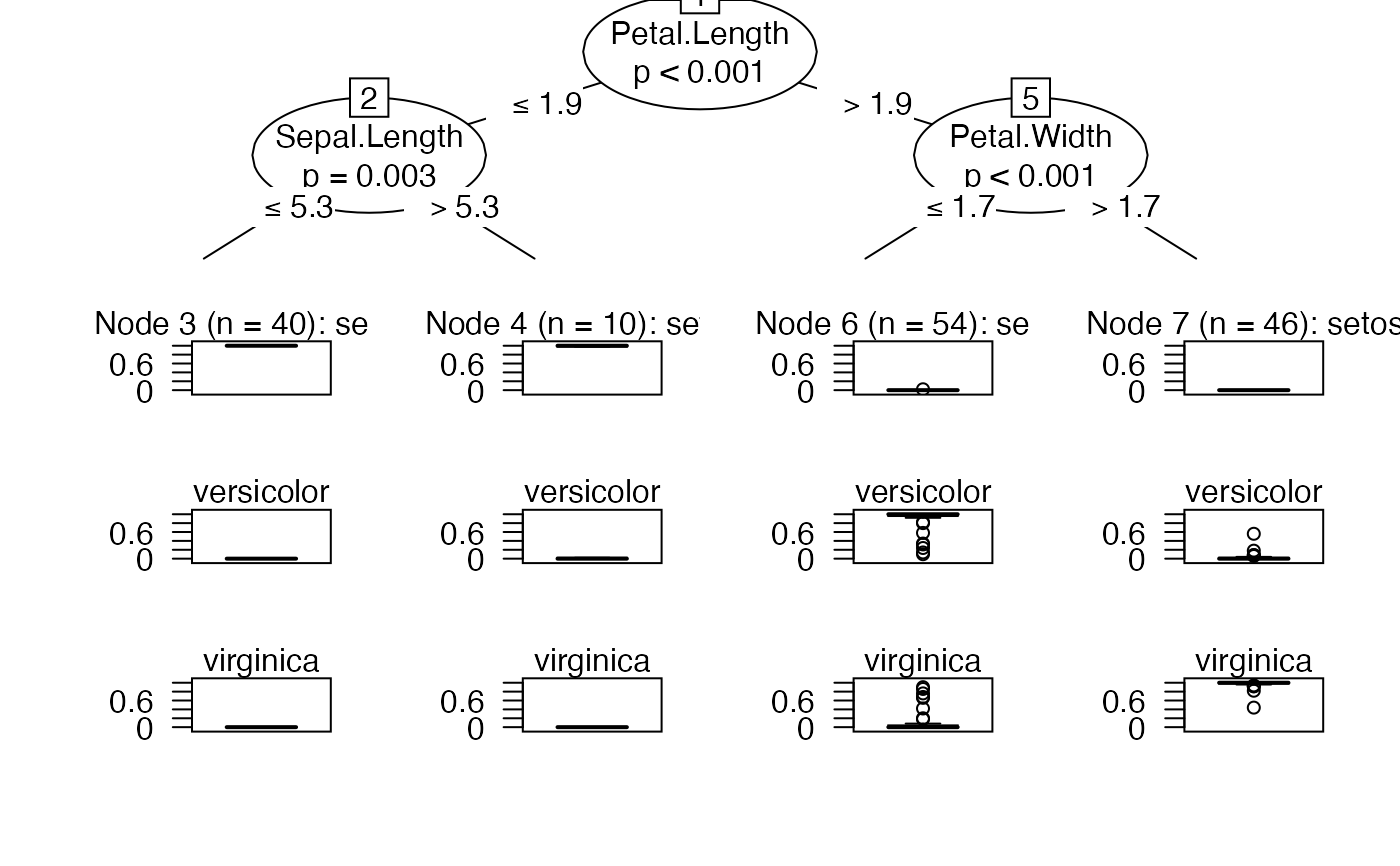 1
Petal.Length
p < 0.001
≤ 1.9
> 1.9
2
Sepal.Length
p = 0.003
5
Petal.Width
p < 0.001
≤ 5.3
> 5.3
≤ 1.7
> 1.7
Node 3 (n = 40): se
Node 4 (n = 10): se
Node 6 (n = 54): se
Node 7 (n = 46): setos
0.6
0
0.6
0
0.6
0
0.6
0
versicolor
versicolor
versicolor
versicolor
0.6
0
0.6
0
0.6
0
0.6
0
virginica
virginica
virginica
virginica
0.6
0
0.6
0
0.6
0
0.6
0